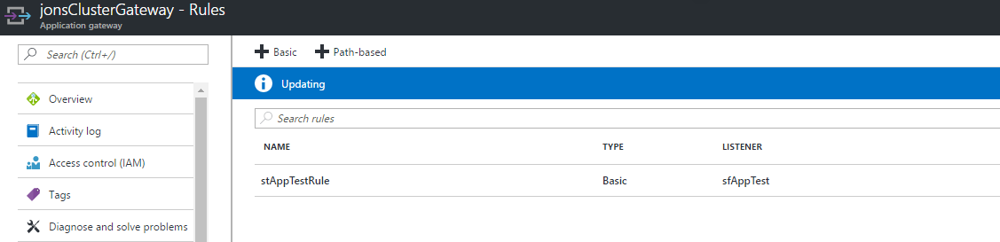 jonsClusterGateway - Rules
Application gateway
Search (Ctrl+/)
Overview
Activity log
Access control (IAM)
Tags
Diagnose and solve problems
Basic
Path-based
Updating
Search rules
NAME TYPE LISTENER
stAppTestRule Basic sfAppTest